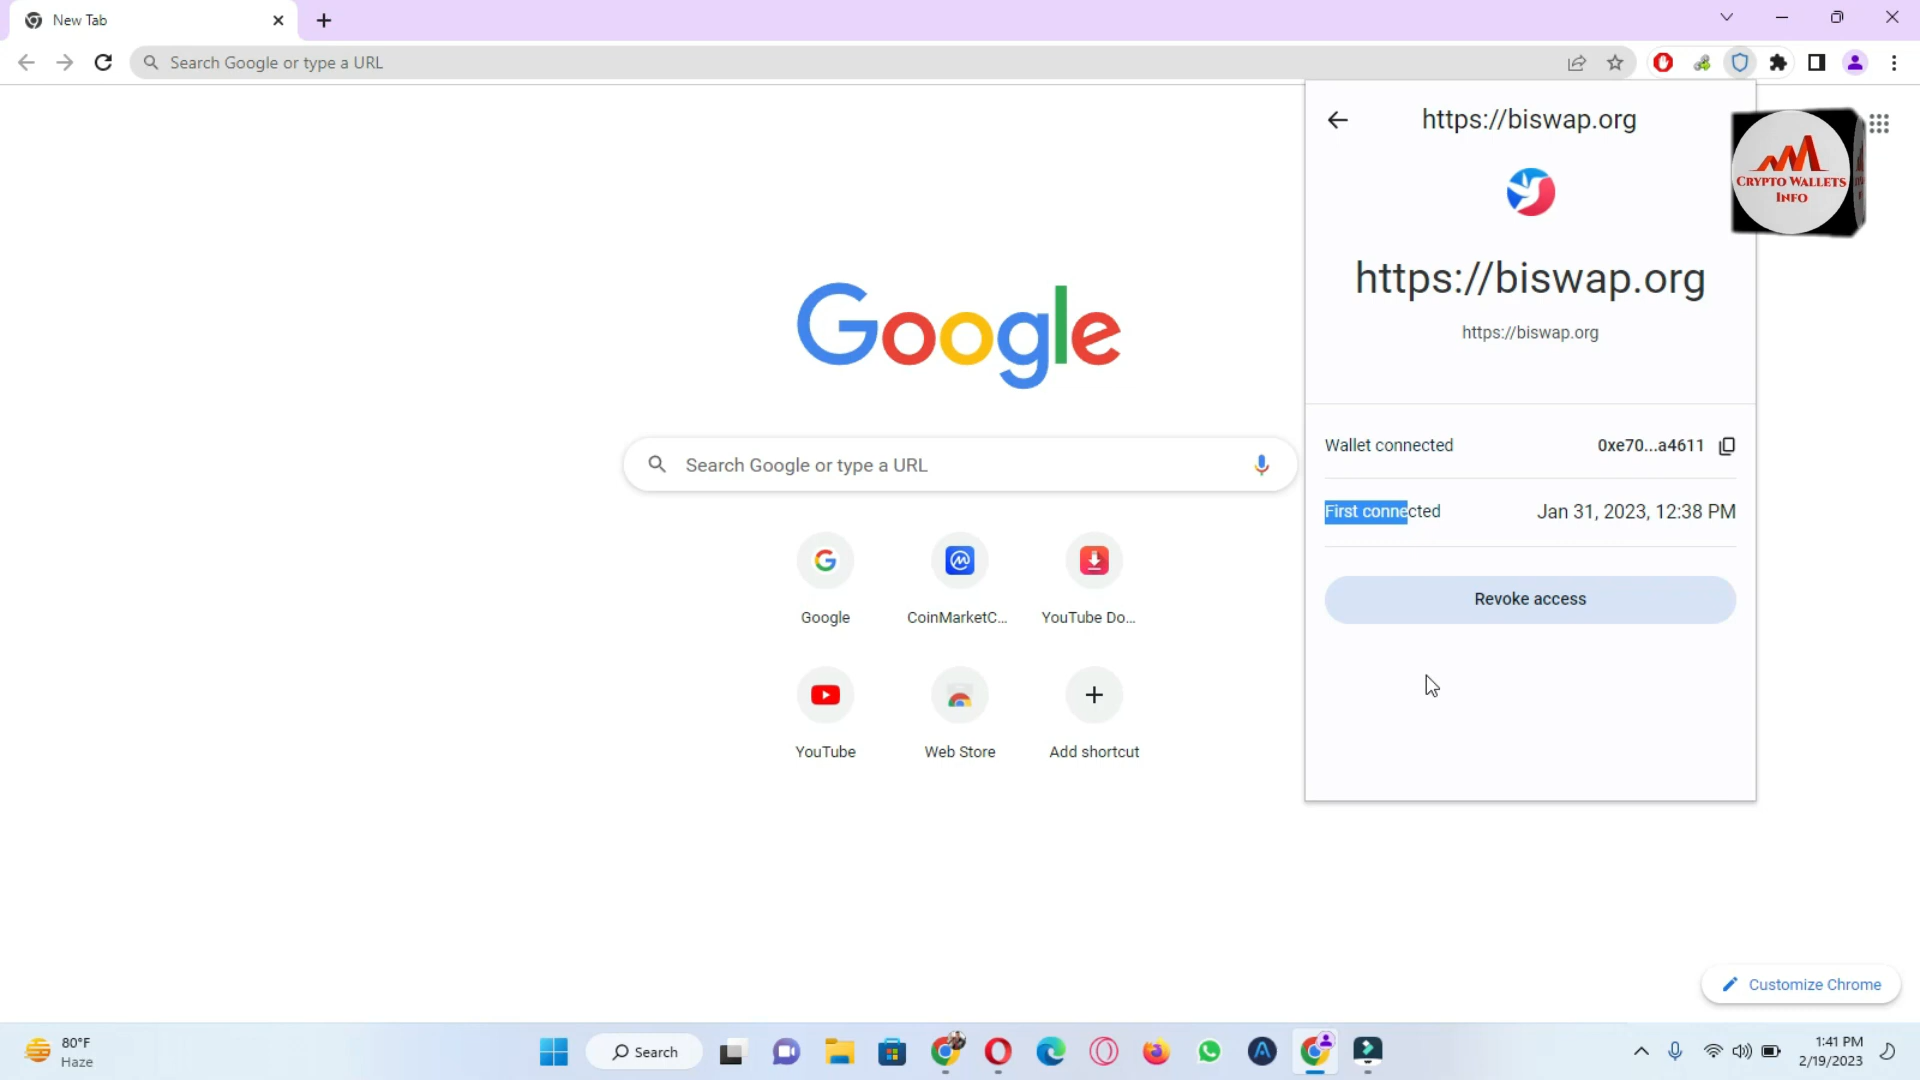 New Tab
Search Google or type a URL
https://biswap.org
CRYPTO WALLETS
INFO
https://biswap.org
https://biswap.org
Google
Wallet connected 0xe70...a4611
Search Google or type a URL
First connected Jan 31, 2023, 12:38 PM
Revoke access
Google CoinMarketC... YouTube Do...
YouTube Web Store Add shortcut
Customize Chrome
80°F
Haze
Search
1:41 PM
2/19/2023